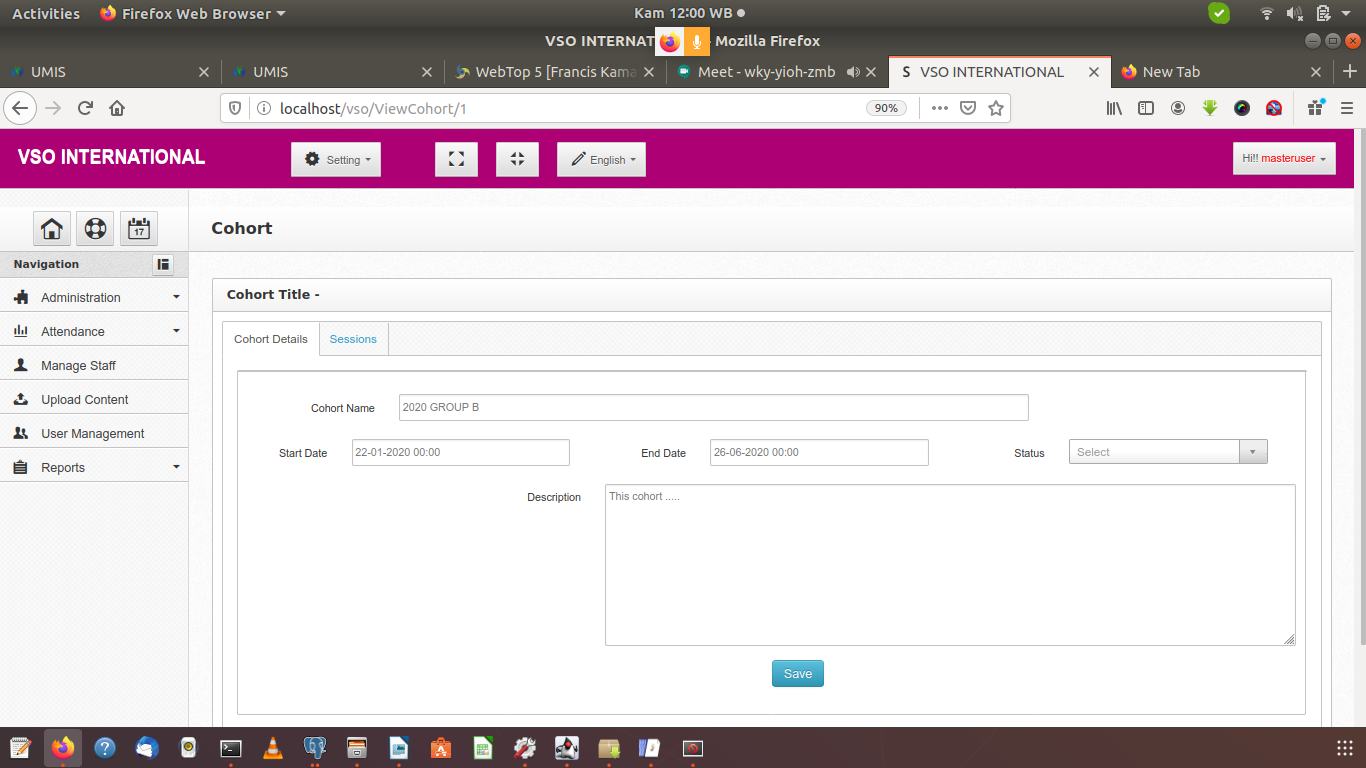 Activities Firefox Web Browser Kam 12:00 WB
VSO INTERNAT - Mozilla Firefox
UMIS UMIS WebTop 5 [Francis Kama Meet - wky-yioh-zmb S VSO INTERNATIONAL New Tab
localhost/vso/ViewCohort/1 90%
VSO INTERNATIONAL Setting English Hi!! masteruser
17
Cohort
Navigation
Administration
Attendance
Manage Staff
Upload Content
User Management
Reports
Cohort Title -
Cohort Details Sessions
Cohort Name 2020 GROUP B
Start Date 22-01-2020 00:00 End Date 26-06-2020 00:00 Status Select
Description This cohort .....
Save